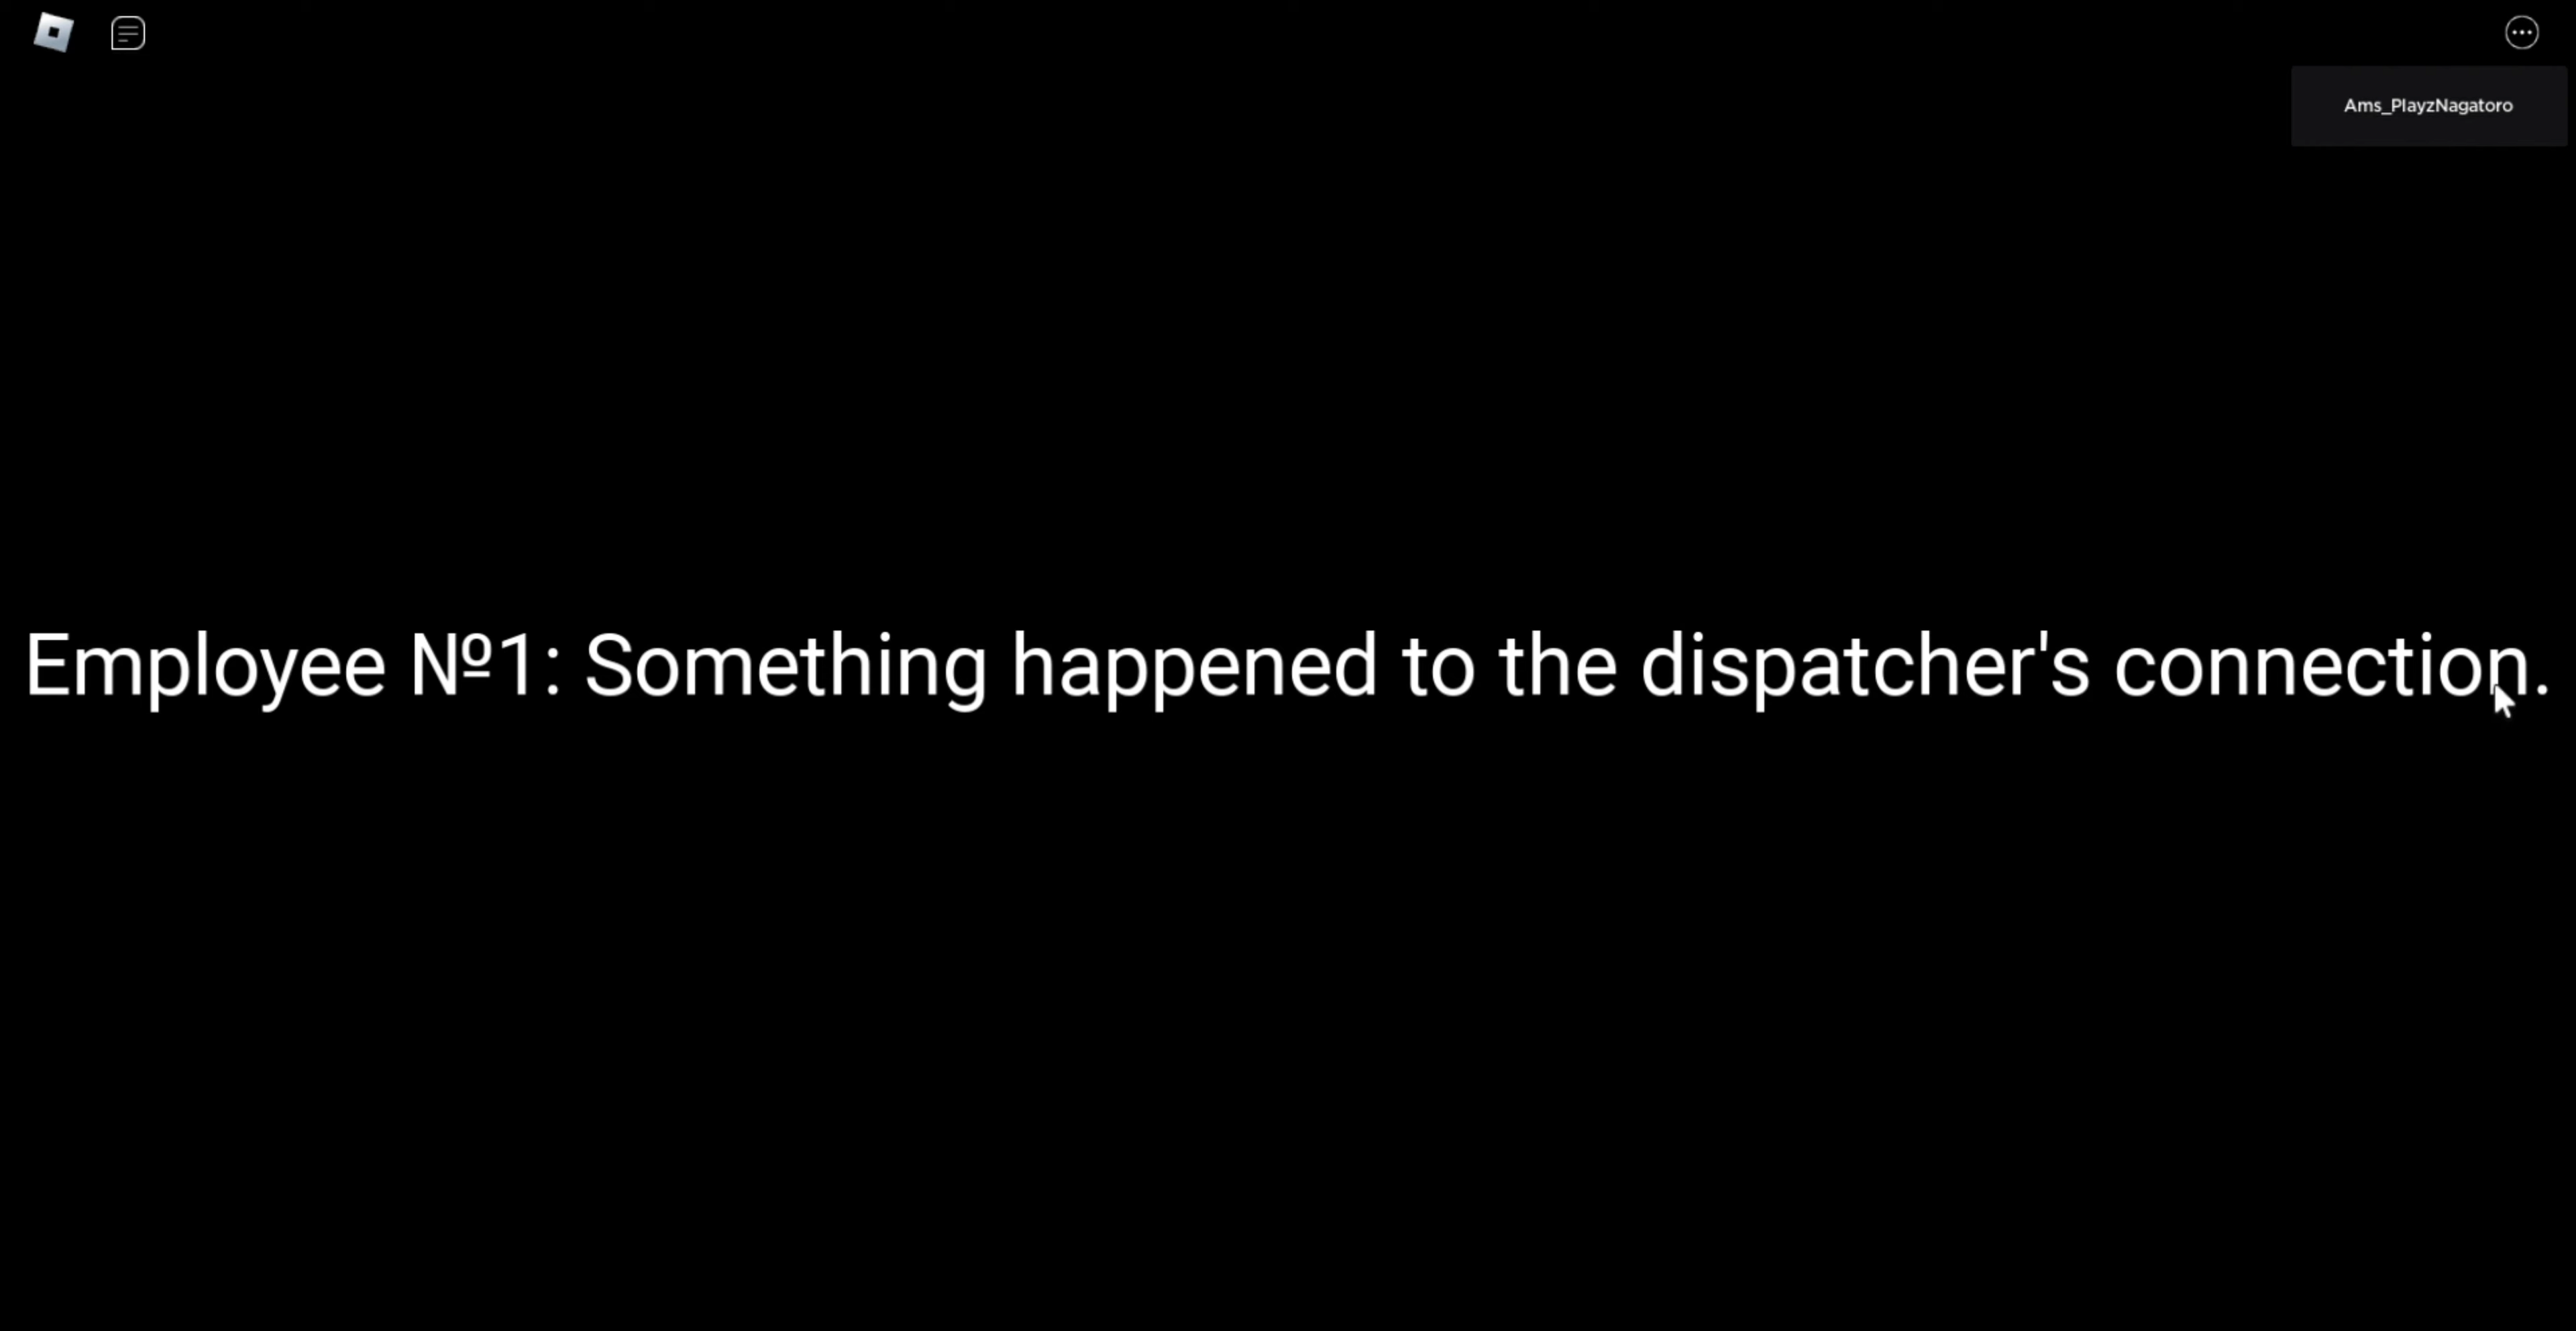 Ams_PlayzNagatoro
Employee Nº1: Something happened to the dispatcher's connection.